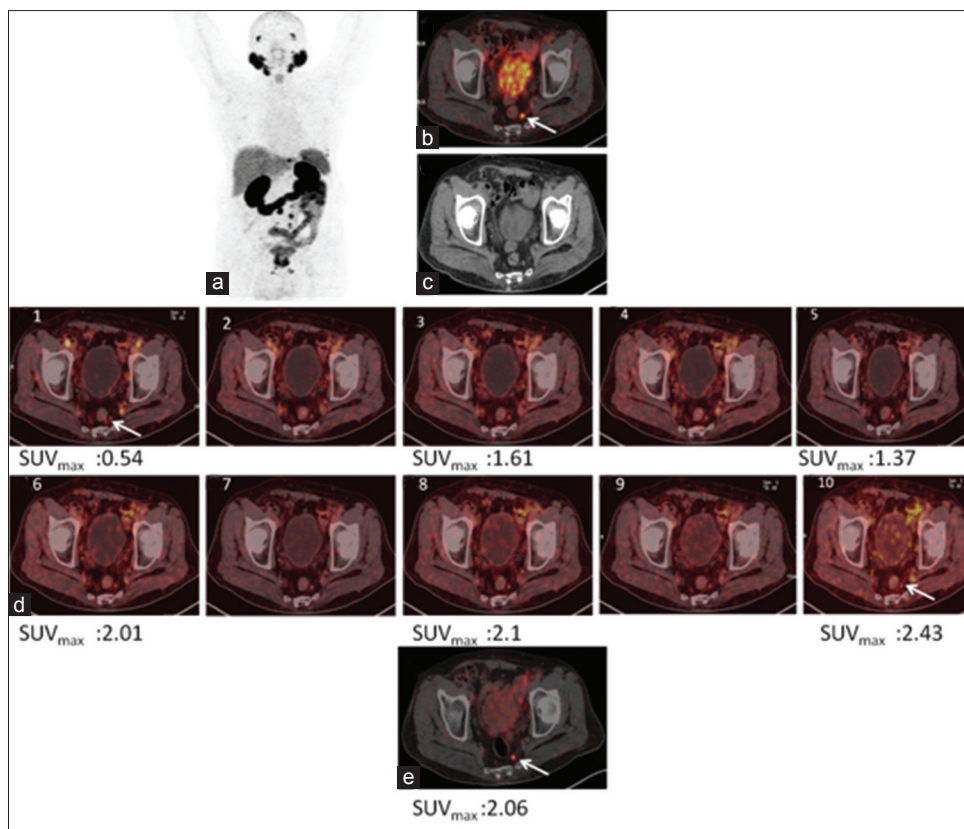 a
b
c
1 2 3 4 5
SUVmax :0.54 SUVmax :1.61 SUVmax :1.37
6 7 8 9 10
d
SUVmax :2.01 SUVmax :2.1 SUVmax :2.43
e
SUVmax :2.06